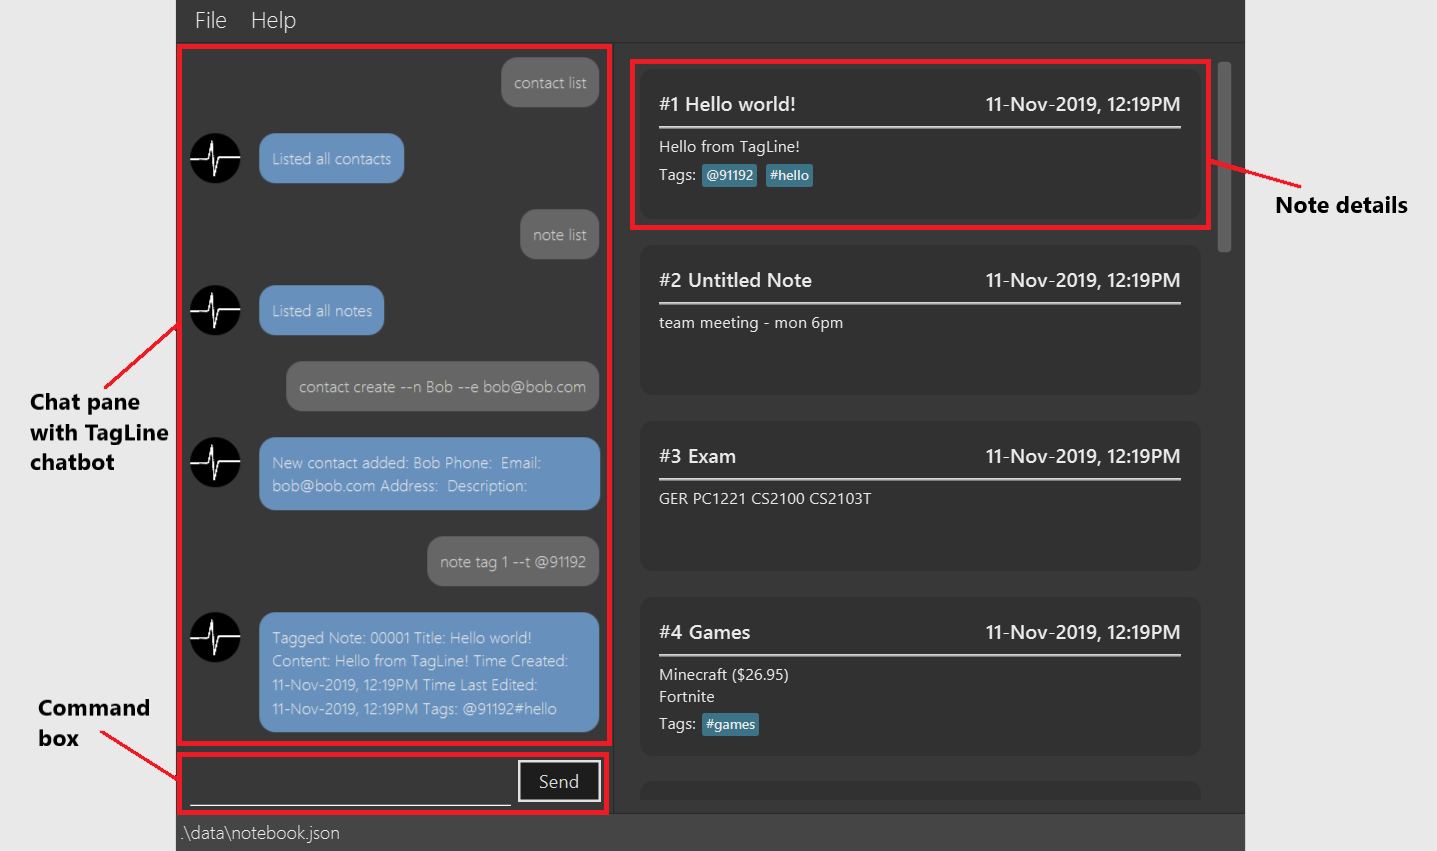 File Help
contact list
Listed all contacts
note list
Listed all notes
contact create --n Bob --e bob@bob.com
New contact added: Bob Phone:  Email:
bob@bob.com Address:  Description:
note tag 1 --t @91192
Tagged Note: 00001 Title: Hello world!
Content: Hello from TagLine! Time Created:
11-Nov-2019, 12:19PM Time Last Edited:
11-Nov-2019, 12:19PM Tags: @91192#hello
Send
.\data\notebook.json
#1 Hello world! 11-Nov-2019, 12:19PM
Hello from TagLine!
Tags: @91192 #hello
#2 Untitled Note 11-Nov-2019, 12:19PM
team meeting - mon 6pm
#3 Exam 11-Nov-2019, 12:19PM
GER PC1221 CS2100 CS2103T
#4 Games 11-Nov-2019, 12:19PM
Minecraft ($26.95)
Fortnite
Tags: #games
Chat pane
with TagLine
chatbot
Command
box
Note details